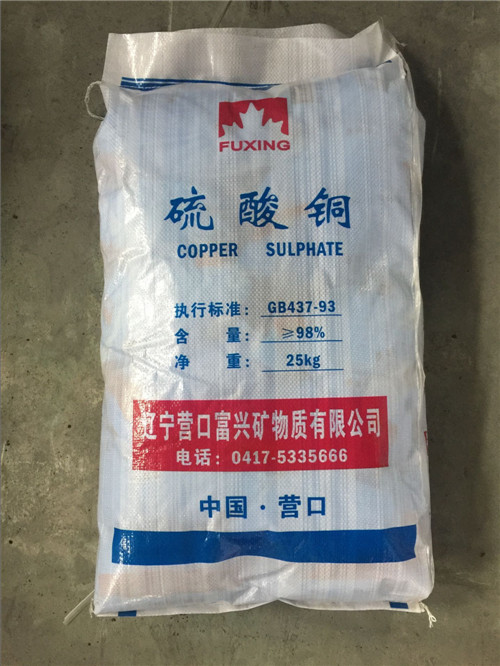 FUXING
硫酸铜
COPPER SULPHATE
执行标准: GB437-93
含 量: ≥98%
净 重: 25kg
辽宁营口富兴矿物质有限公司
电话: 0417-5335666
中国·营口